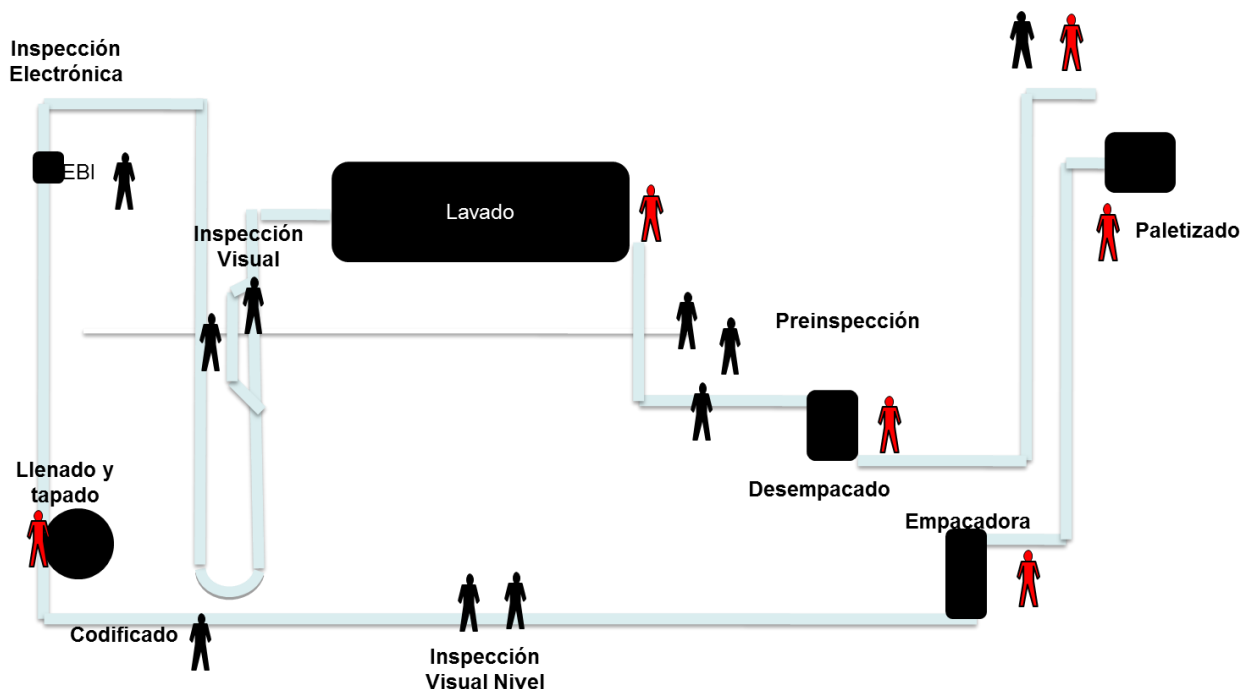 Inspección
Electrónica
EBI
Lavado
Inspección
Visual
Paletizado
Preinspección
Llenado y
tapado
Desempacado
Empacadora
Codificado
Inspección
Visual Nivel